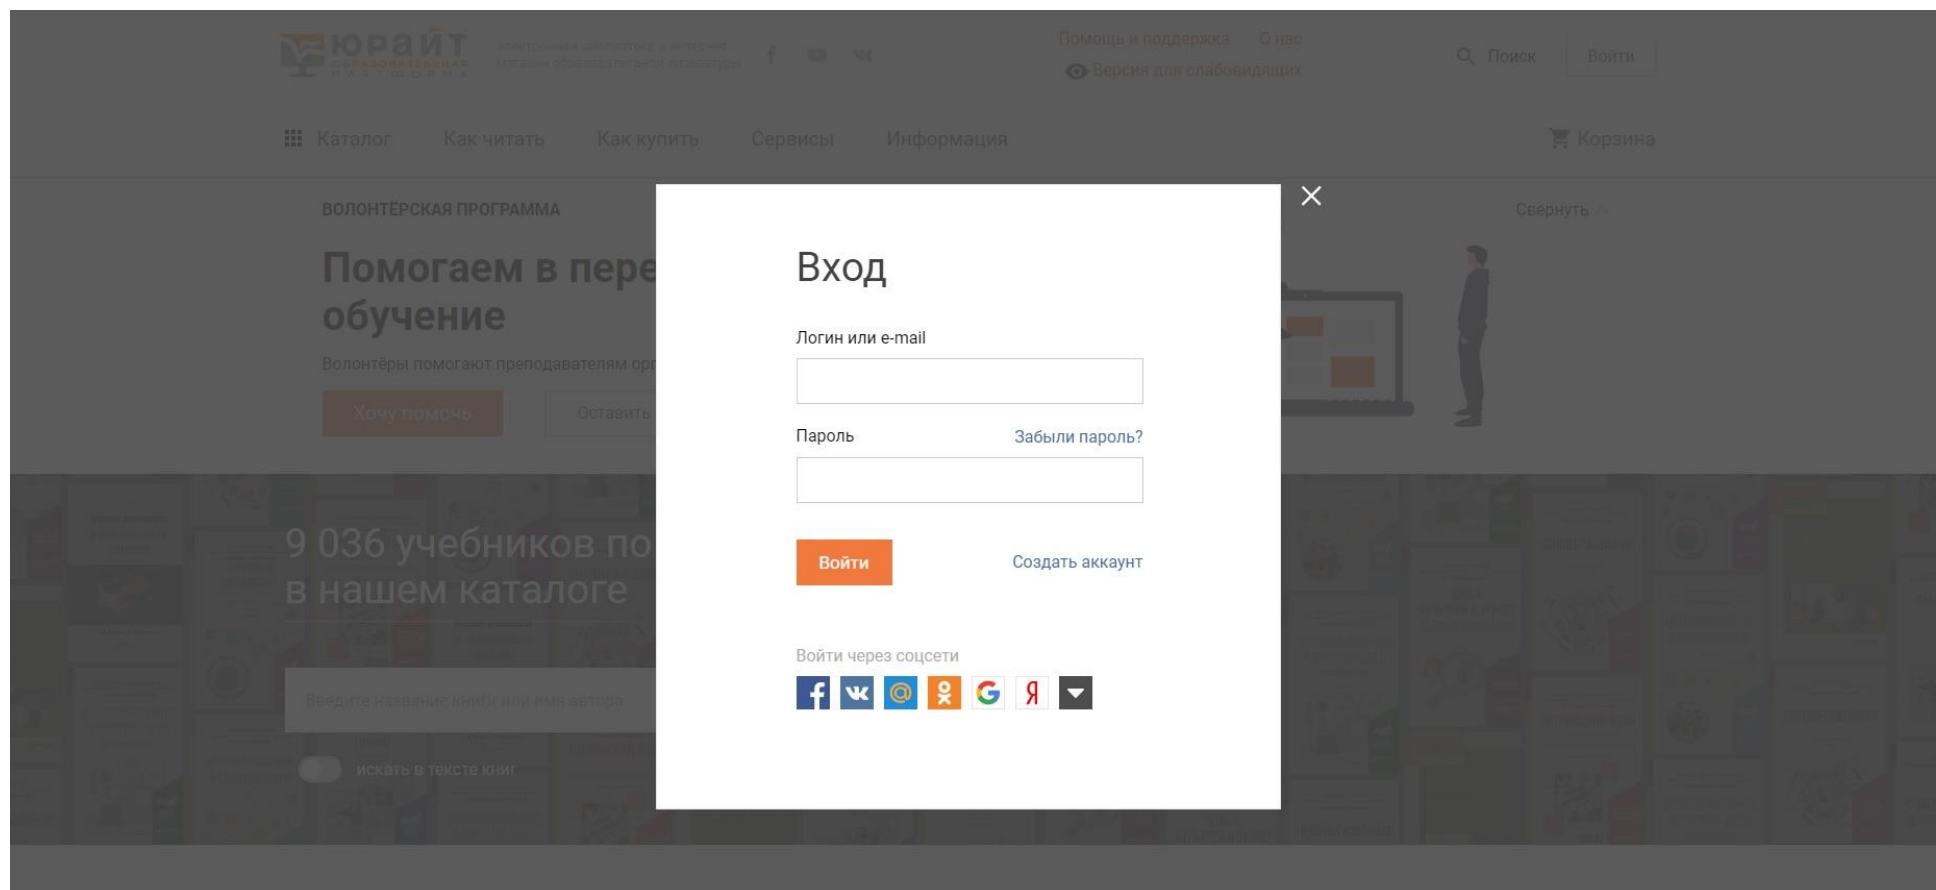 ЮРАЙТ
ОБРАЗОВАТЕЛЬНАЯ
ПЛАТФОРМА
Помощь и поддержка О нас
Версия для слабовидящих
Поиск Войти
Каталог Как читать Как купить Сервисы Информация Корзина
ВОЛОНТЁРСКАЯ ПРОГРАММА
Свернуть
Помогаем в пере
обучение
Волонтёры помогают преподавателям орг
Хочу помочь Оставить
9 036 учебников по
в нашем каталоге
Введите название книги или имя автора
искать в тексте книг
Вход
Логин или e-mail
Пароль Забыли пароль?
Войти Создать аккаунт
Войти через соцсети